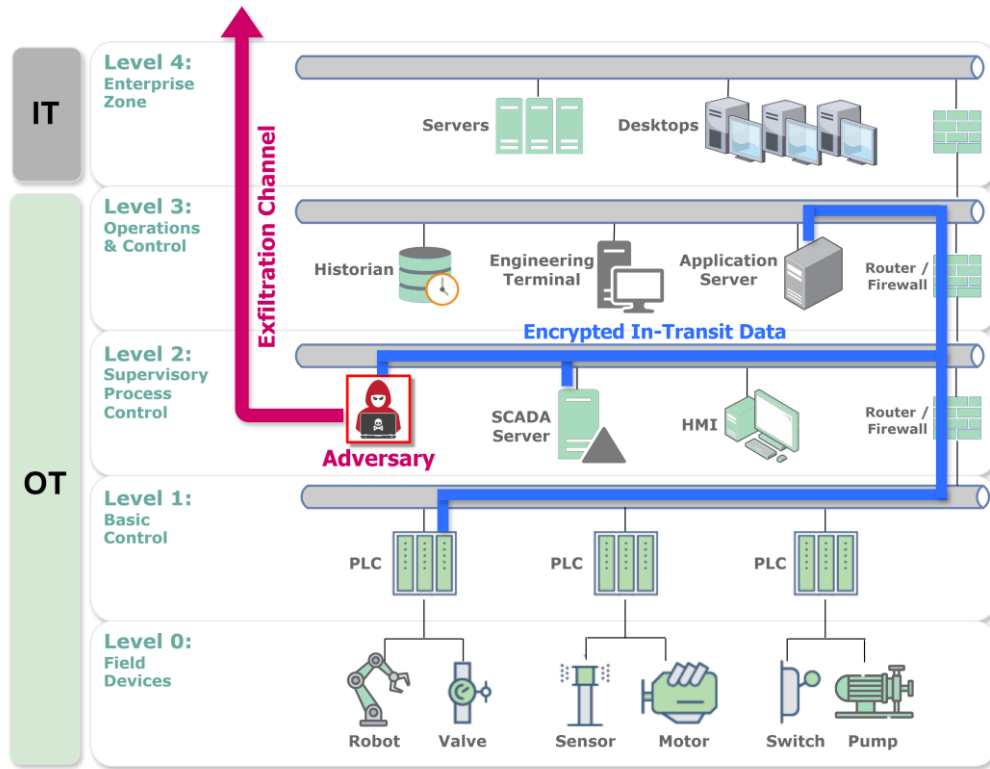 IT
Level 4:
Enterprise
Zone
Servers
Desktops
Exfiltration Channel
OT
Level 3:
Operations
& Control
Historian
Engineering
Terminal
Application
Server
Router /
Firewall
Encrypted In-Transit Data
Level 2:
Supervisory
Process
Control
Adversary
SCADA
Server
HMI
Router /
Firewall
Level 1:
Basic
Control
PLC
PLC
PLC
Level 0:
Field
Devices
Robot
Valve
Sensor
Motor
Switch
Pump